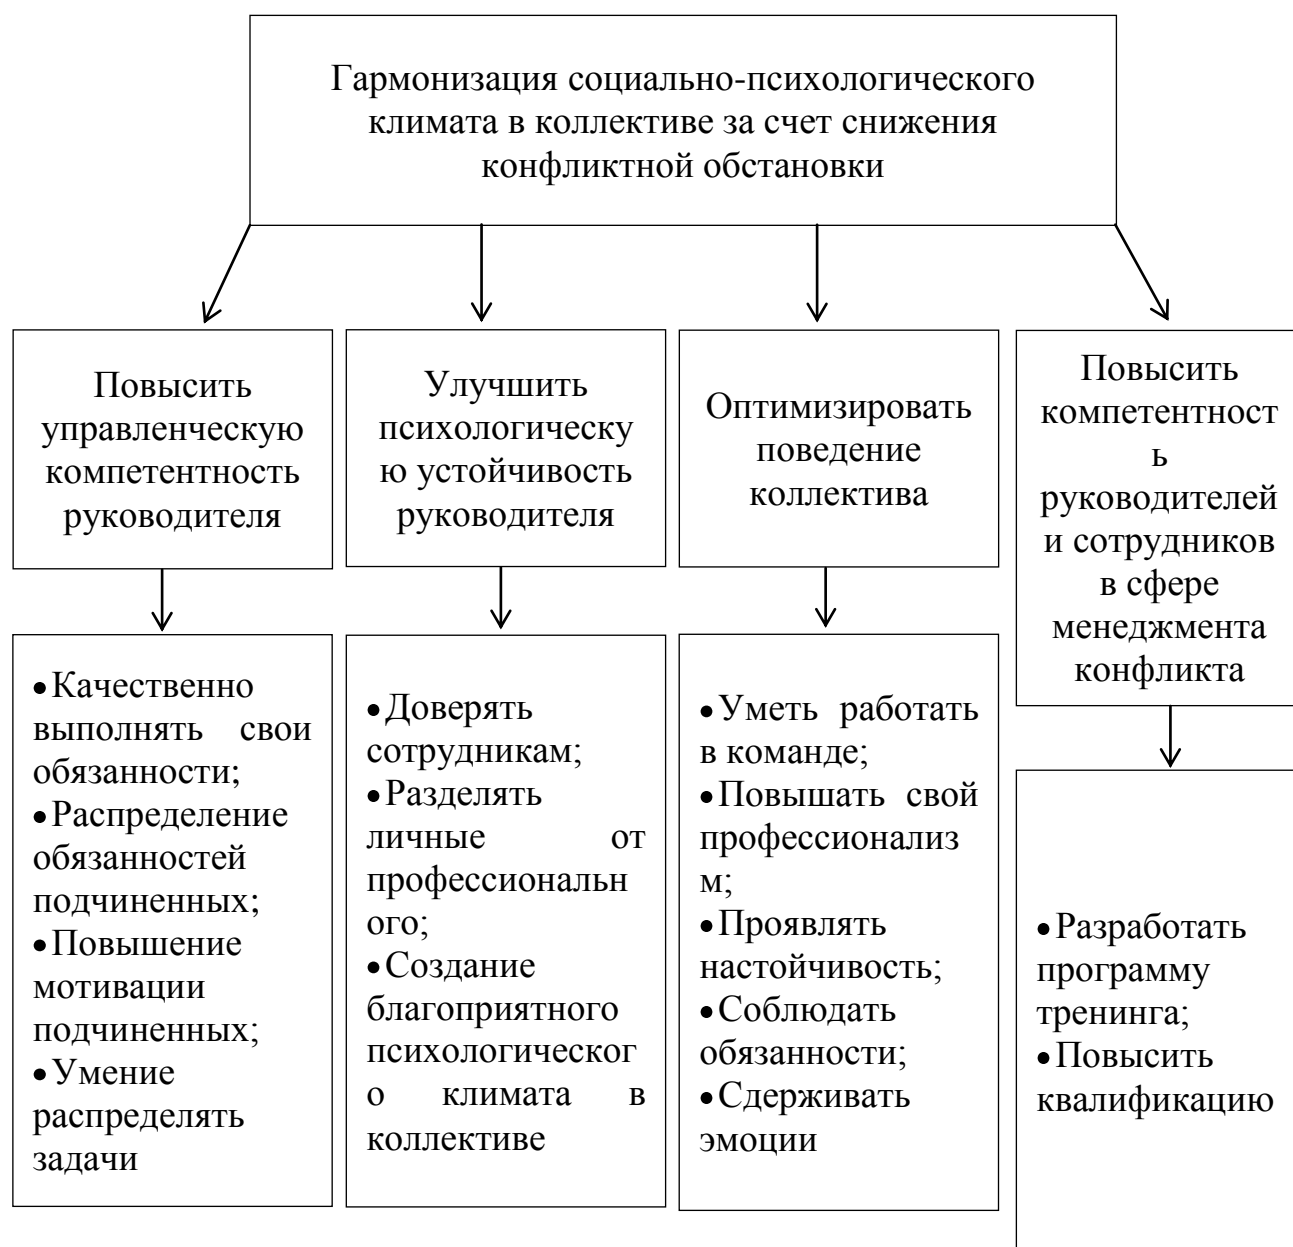 Гармонизация социально-психологического
климата в коллективе за счет снижения
конфликтной обстановки
Повысить
управленческую
компетентность
руководителя
Улучшить
психологическу
ю устойчивость
руководителя
Оптимизировать
поведение
коллектива
Повысить
компетентност
ь
руководителей
и сотрудников
в сфере
менеджмента
конфликта
•Качественно
выполнять свои
обязанности;
•Распределение
обязанностей
подчиненных;
•Повышение
мотивации
подчиненных;
•Умение
распределять
задачи
•Доверять
сотрудникам;
•Разделять
личные от
профессиональн
ого;
•Создание
благоприятного
психологическог
о климата в
коллективе
•Уметь работать
в команде;
•Повышать свой
профессионализ
м;
•Проявлять
настойчивость;
•Соблюдать
обязанности;
•Сдерживать
эмоции
•Разработать
программу
тренинга;
•Повысить
квалификацию